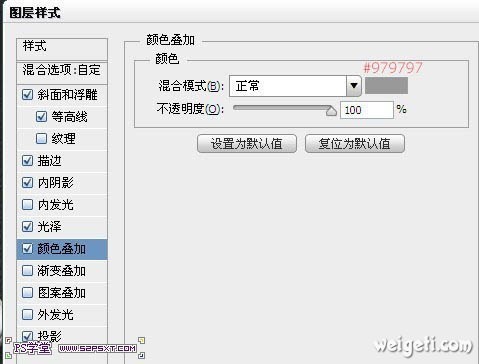 图层样式
样式
混合选项:自定
斜面和浮雕
等高线
纹理
描边
内阴影
内发光
光泽
颜色叠加
渐变叠加
图案叠加
外发光
投影
颜色叠加
颜色
#979797
混合模式(B): 正常
不透明度(O): 100 %
设置为默认值 复位为默认值
PS学堂 WWW.52PSXT.COM
weigefi.com